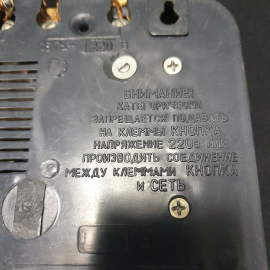 ВНИМАНИЕ!
КАТЕГОРИЧЕСКИ
ЗАПРЕЩАЕТСЯ ПОДАВАТЬ
НА КЛЕММЫ КНОПКА
НАПРЯЖЕНИЕ 220В ИЛИ
ПРОИЗВОДИТЬ СОЕДИНЕНИЕ
МЕЖДУ КЛЕММАМИ КНОПКА
И СЕТЬ